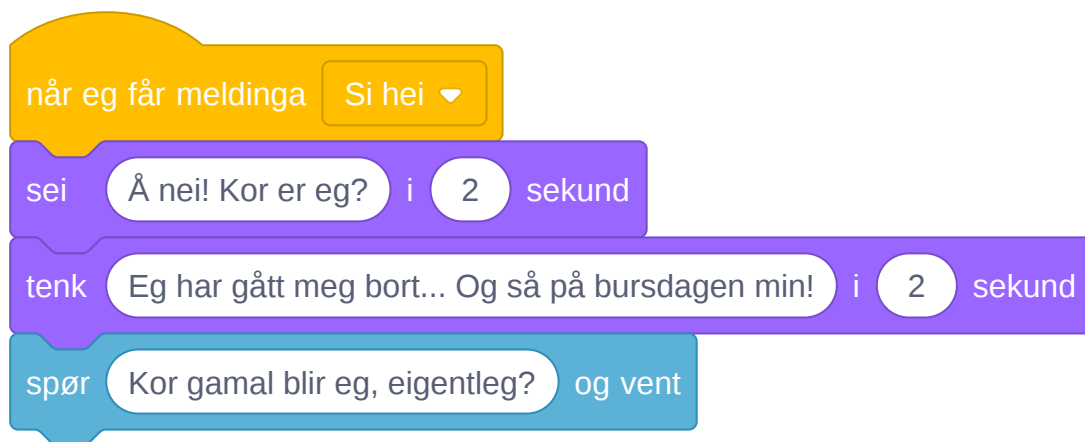 når eg får meldinga Si hei
sei Å nei! Kor er eg? i 2 sekund
tenk Eg har gått meg bort... Og så på bursdagen min! i 2 sekund
spør Kor gamal blir eg, eigentleg? og vent